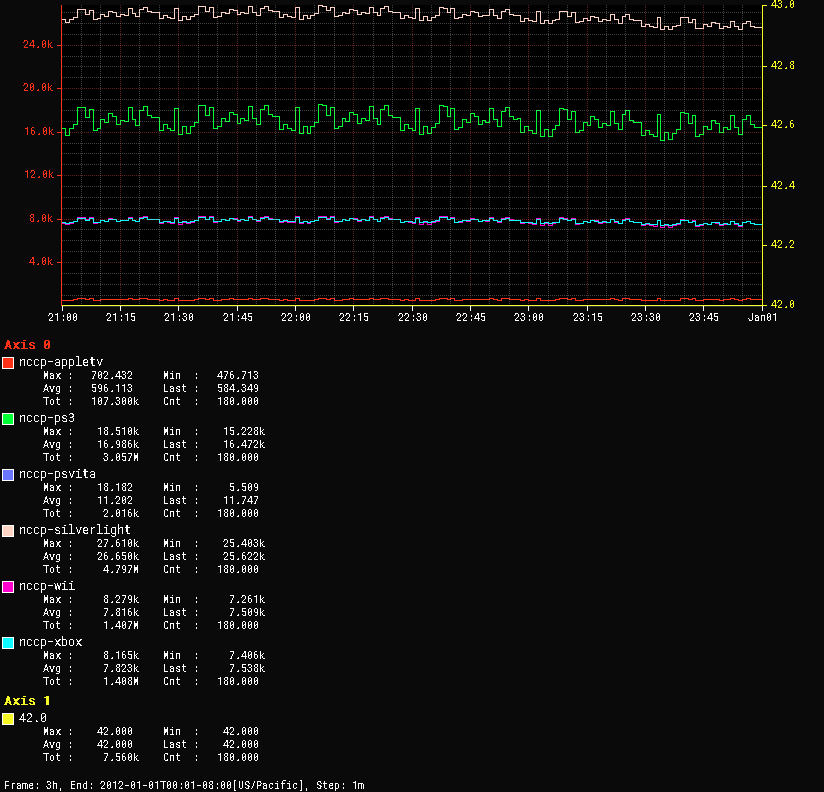 43.0
24.0k
42.8
20.0k
16.0k 42.6
12.0k
42.4
8.0k
42.2
4.0k
42.0
21:00 21:15 21:30 21:45 22:00 22:15 22:30 22:45 23:00 23:15 23:30 23:45 Jan01
Axis 0
nccp-appletv
Max : 702.432 Min : 476.713
Avg : 596.113 Last : 584.349
Tot : 107.300k Cnt : 180.000
nccp-ps3
Max : 18.510k Min : 15.228k
Avg : 16.986k Last : 16.472k
Tot : 3.057M Cnt : 180.000
nccp-psvita
Max : 18.182 Min : 5.509
Avg : 11.202 Last : 11.747
Tot : 2.016k Cnt : 180.000
nccp-silverlight
Max : 27.610k Min : 25.403k
Avg : 26.650k Last : 25.622k
Tot : 4.797M Cnt : 180.000
nccp-wii
Max : 8.279k Min : 7.261k
Avg : 7.816k Last : 7.509k
Tot : 1.407M Cnt : 180.000
nccp-xbox
Max : 8.165k Min : 7.406k
Avg : 7.823k Last : 7.538k
Tot : 1.408M Cnt : 180.000
Axis 1
42.0
Max : 42.000 Min : 42.000
Avg : 42.000 Last : 42.000
Tot : 7.560k Cnt : 180.000
Frame: 3h, End: 2012-01-01T00:01-08:00[US/Pacific], Step: 1m